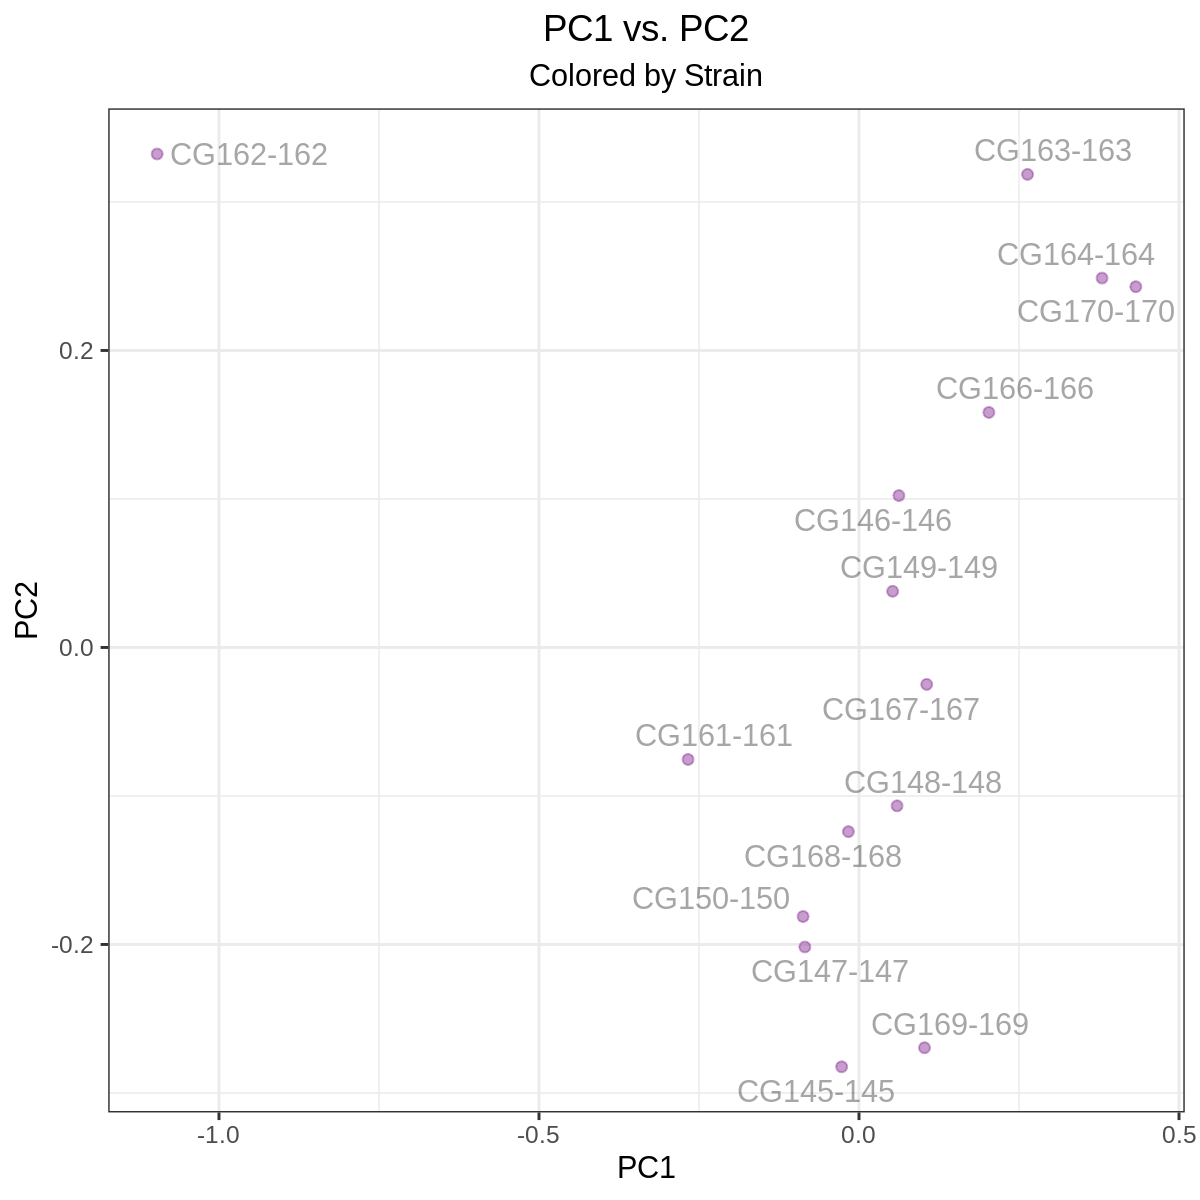 PC1 vs. PC2
Colored by Strain
CG162-162
CG163-163
CG164-164
CG170-170
0.2
CG166-166
CG146-146
CG149-149
PC2
0.0
CG167-167
CG161-161
CG148-148
CG168-168
CG150-150
-0.2
CG147-147
CG169-169
CG145-145
-1.0 -0.5 0.0 0.5
PC1